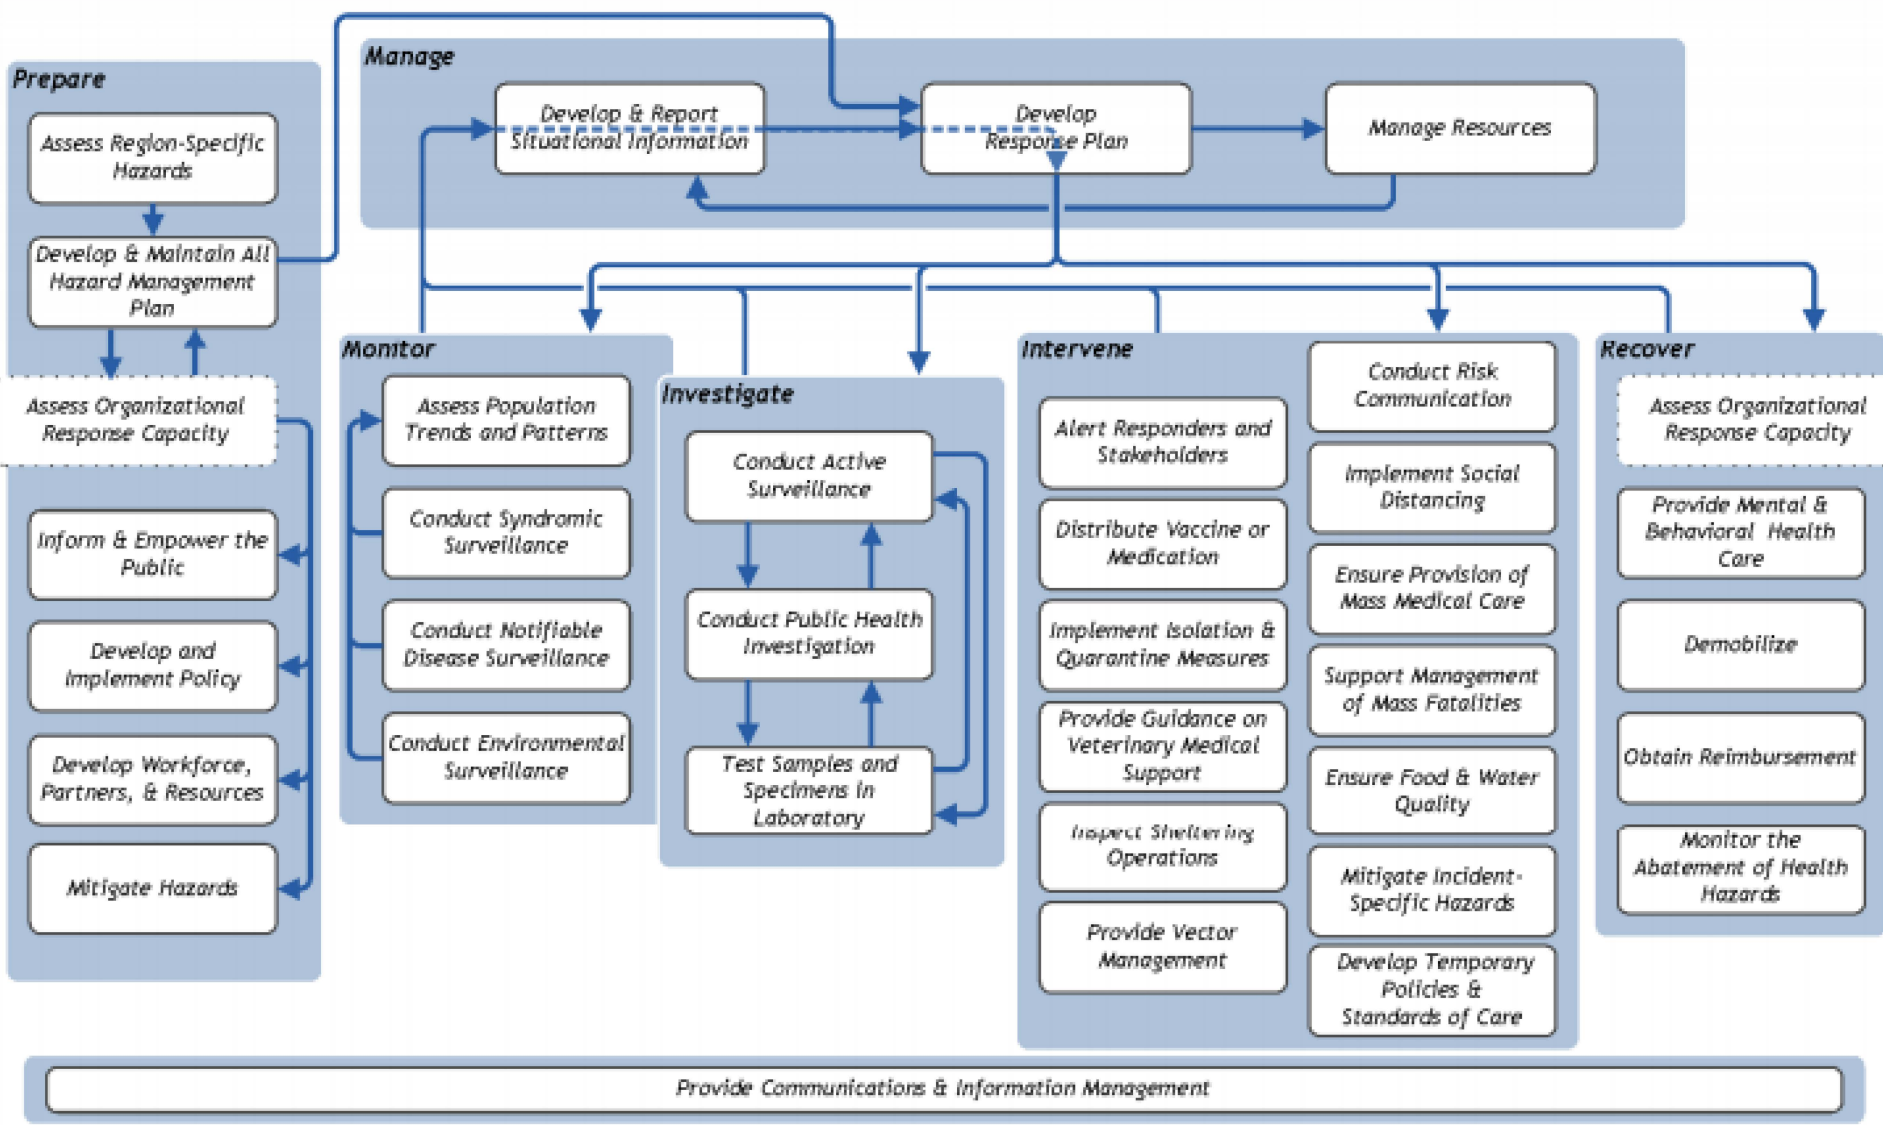 Prepare
Assess Region-Specific
Hazards
Develop & Maintain All
Hazard Management
Plan
Assess Organizational
Response Capacity
Inform & Empower the
Public
Develop and
Implement Policy
Develop Workforce,
Partners, & Resources
Mitigate Hazards
Manage
Develop & Report
Situational Information
Develop
Response Plan
Manage Resources
Monitor
Assess Population
Trends and Patterns
Conduct Syndromic
Surveillance
Conduct Notifiable
Disease Surveillance
Conduct Environmental
Surveillance
Investigate
Conduct Active
Surveillance
Conduct Public Health
Investigation
Test Samples and
Specimens in
Laboratory
Intervene
Alert Responders and
Stakeholders
Distribute Vaccine or
Medication
Implement Isolation &
Quarantine Measures
Provide Guidance on
Veterinary Medical
Support
Inspect Sheltering
Operations
Provide Vector
Management
Conduct Risk
Communication
Implement Social
Distancing
Ensure Provision of
Mass Medical Care
Support Management
of Mass Fatalities
Ensure Food & Water
Quality
Mitigate Incident-
Specific Hazards
Develop Temporary
Policies &
Standards of Care
Recover
Assess Organizational
Response Capacity
Provide Mental &
Behavioral Health
Care
Demobilize
Obtain Reimbursement
Monitor the
Abatement of Health
Hazards
Provide Communications & Information Management